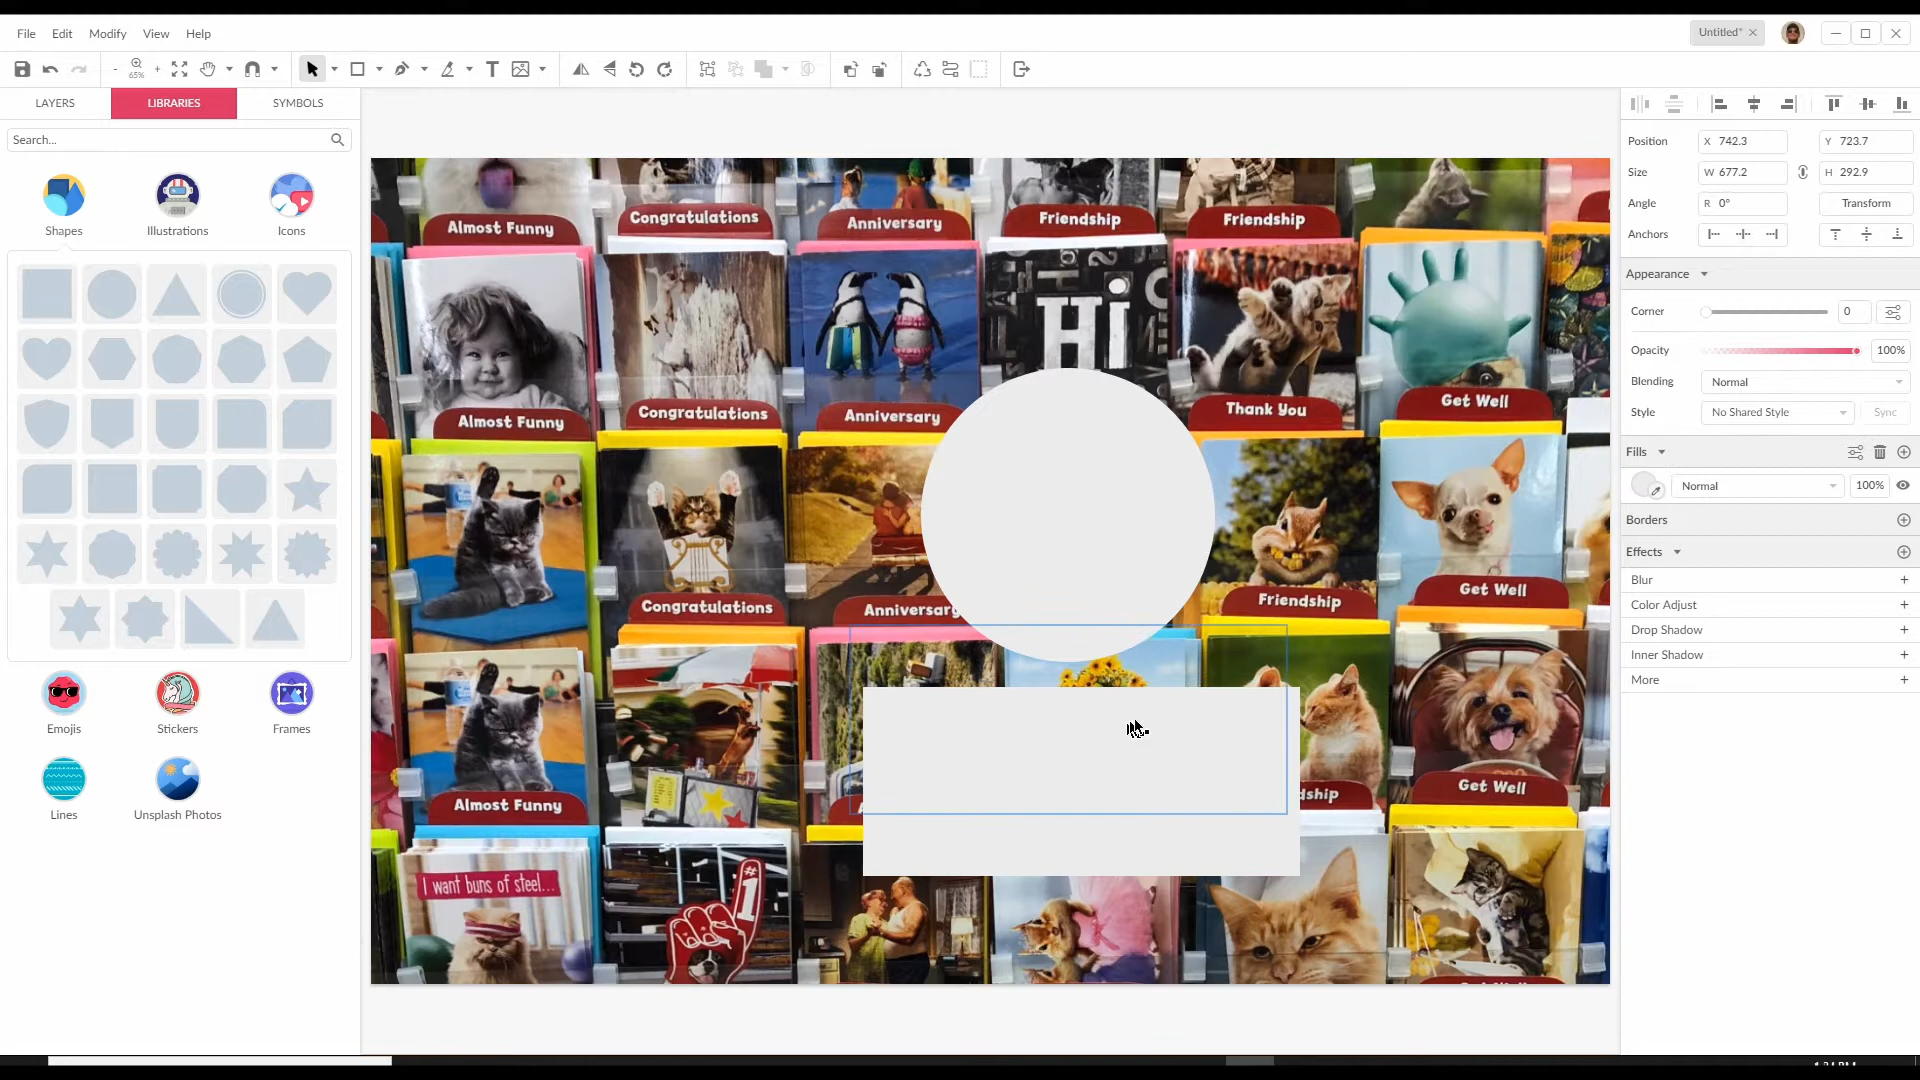 File Edit Modify View Help
Untitled*
65%
LAYERS LIBRARIES SYMBOLS
Search...
Shapes Illustrations Icons
Emojis Stickers Frames
Lines Unsplash Photos
Almost Funny Congratulations Anniversary Friendship Friendship
Hi
Almost Funny Congratulations Anniversary Thank You Get Well
Congratulations Anniversary Friendship Get Well
Almost Funny Get Well
I want buns of steel...
#1
Position X 742.3 Y 723.7
Size W 677.2 H 292.9
Angle R 0° Transform
Anchors
Appearance
Corner 0
Opacity 100%
Blending Normal
Style No Shared Style Sync
Fills
Normal 100%
Borders
Effects
Blur
Color Adjust
Drop Shadow
Inner Shadow
More